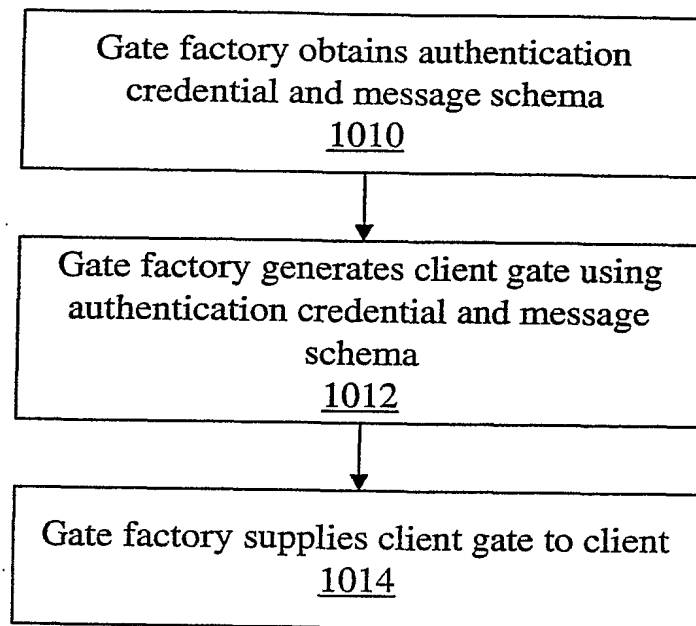 Gate factory obtains authentication
credential and message schema
1010
Gate factory generates client gate using
authentication credential and message
schema
1012
Gate factory supplies client gate to client
1014